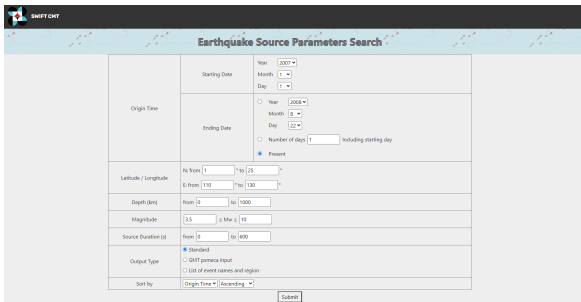 SWIFT CMT
Earthquake Source Parameters Search
Origin Time
Starting Date
Year 2007
Month 1
Day 1
Ending Date
Year 2008
Month 8
Day 22
Number of days 1 Including starting day
Present
Latitude / Longitude
N: from 1 ° to 25 °
E: from 110 ° to 130 °
Depth (km)
from 0 to 1000
Magnitude
3.5 ≤ Mw ≤ 10
Source Duration (s)
from 0 to 600
Output Type
Standard
GMT psmeca input
List of event names and region
Sort by
Origin Time Ascending
Submit